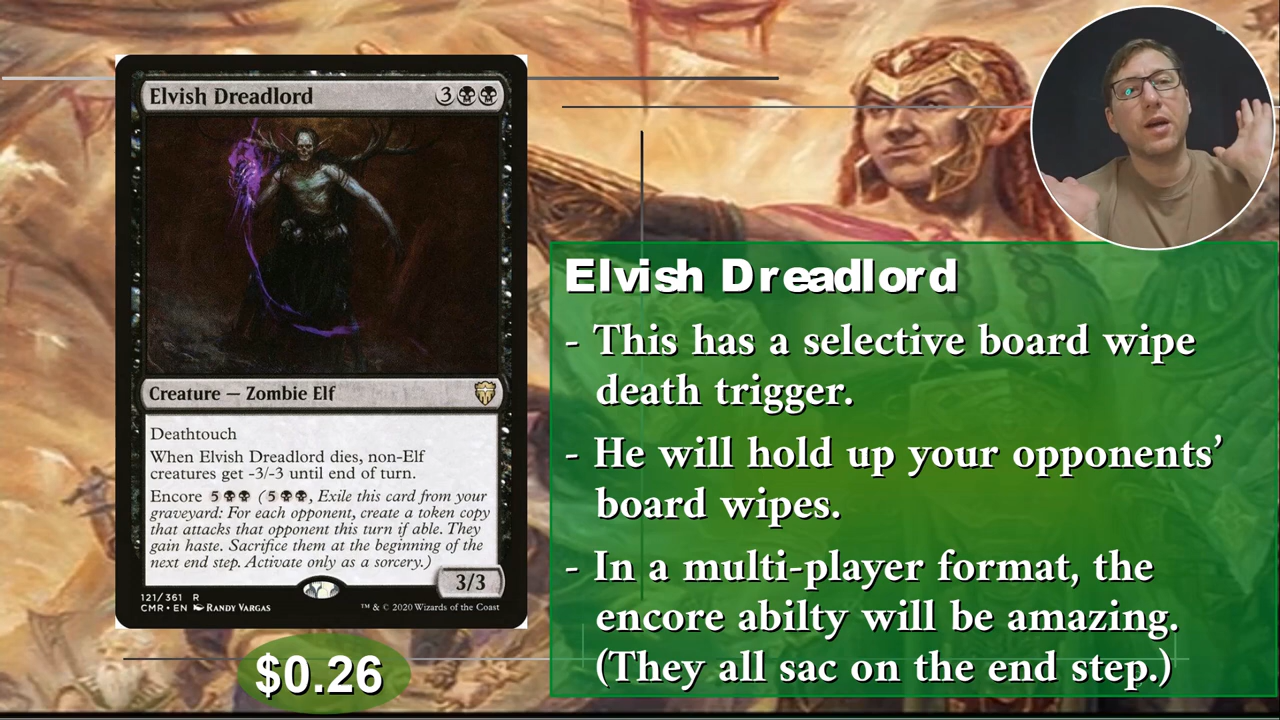 Elvish Dreadlord 3
Creature — Zombie Elf
Deathtouch
When Elvish Dreadlord dies, non-Elf
creatures get -3/-3 until end of turn.
Encore 5 (5, Exile this card from your
graveyard: For each opponent, create a token copy
that attacks that opponent this turn if able. They
gain haste. Sacrifice them at the beginning of the
next end step. Activate only as a sorcery.)
3/3
121/361 R
CMR • EN RANDY VARGAS
™ & © 2020 Wizards of the Coast
$0.26
Elvish Dreadlord
- This has a selective board wipe
death trigger.
- He will hold up your opponents’
board wipes.
- In a multi-player format, the
encore abilty will be amazing.
(They all sac on the end step.)